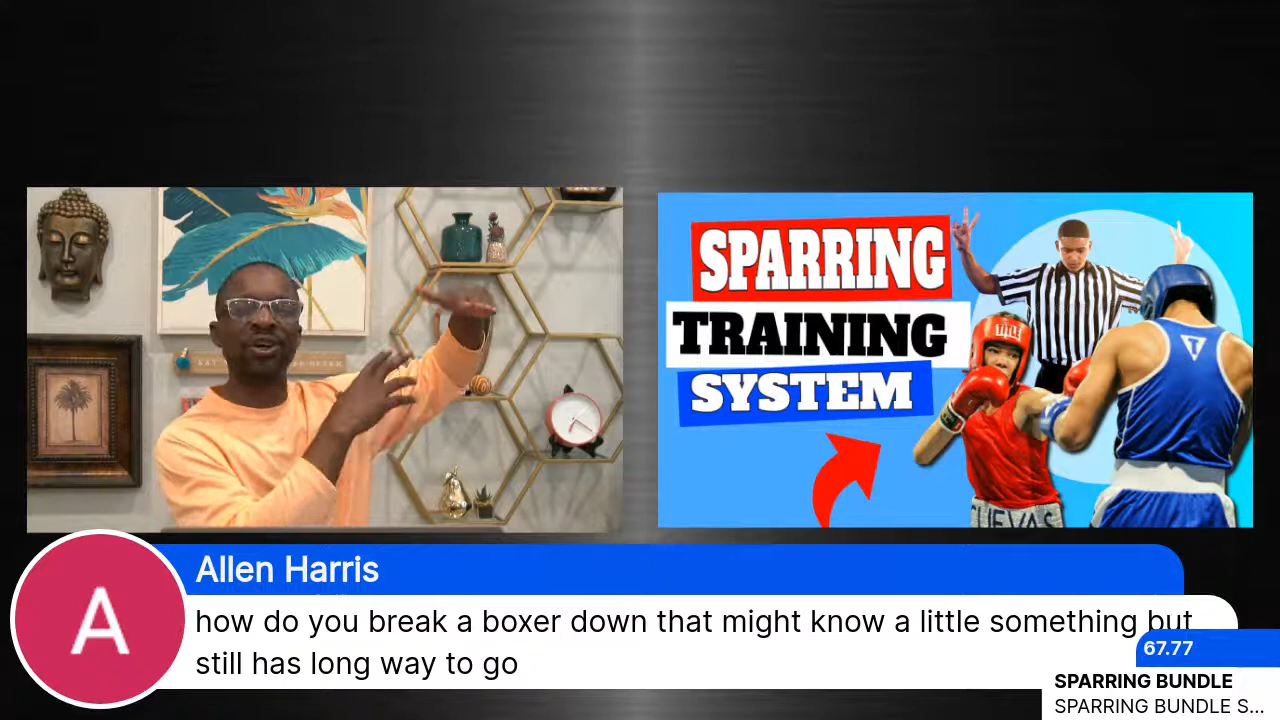 SPARRING
TRAINING
SYSTEM
TITLE
Allen Harris
how do you break a boxer down that might know a little something but
still has long way to go
67.77
SPARRING BUNDLE
SPARRING BUNDLE S...